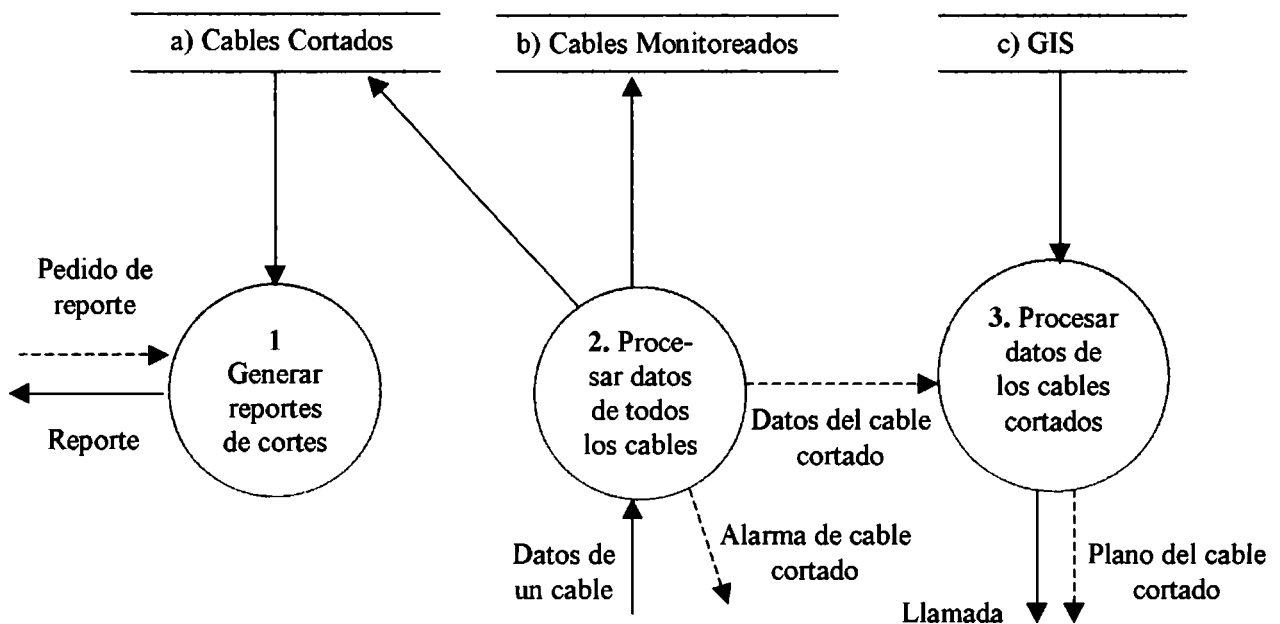 a) Cables Cortados
b) Cables Monitoreados
c) GIS
Pedido de
reporte
Reporte
1
Generar
reportes
de cortes
2. Proce-
sar datos
de todos
los cables
Datos del cable
cortado
3. Procesar
datos de
los cables
cortados
Datos de
un cable
Alarma de cable
cortado
Llamada
Plano del cable
cortado